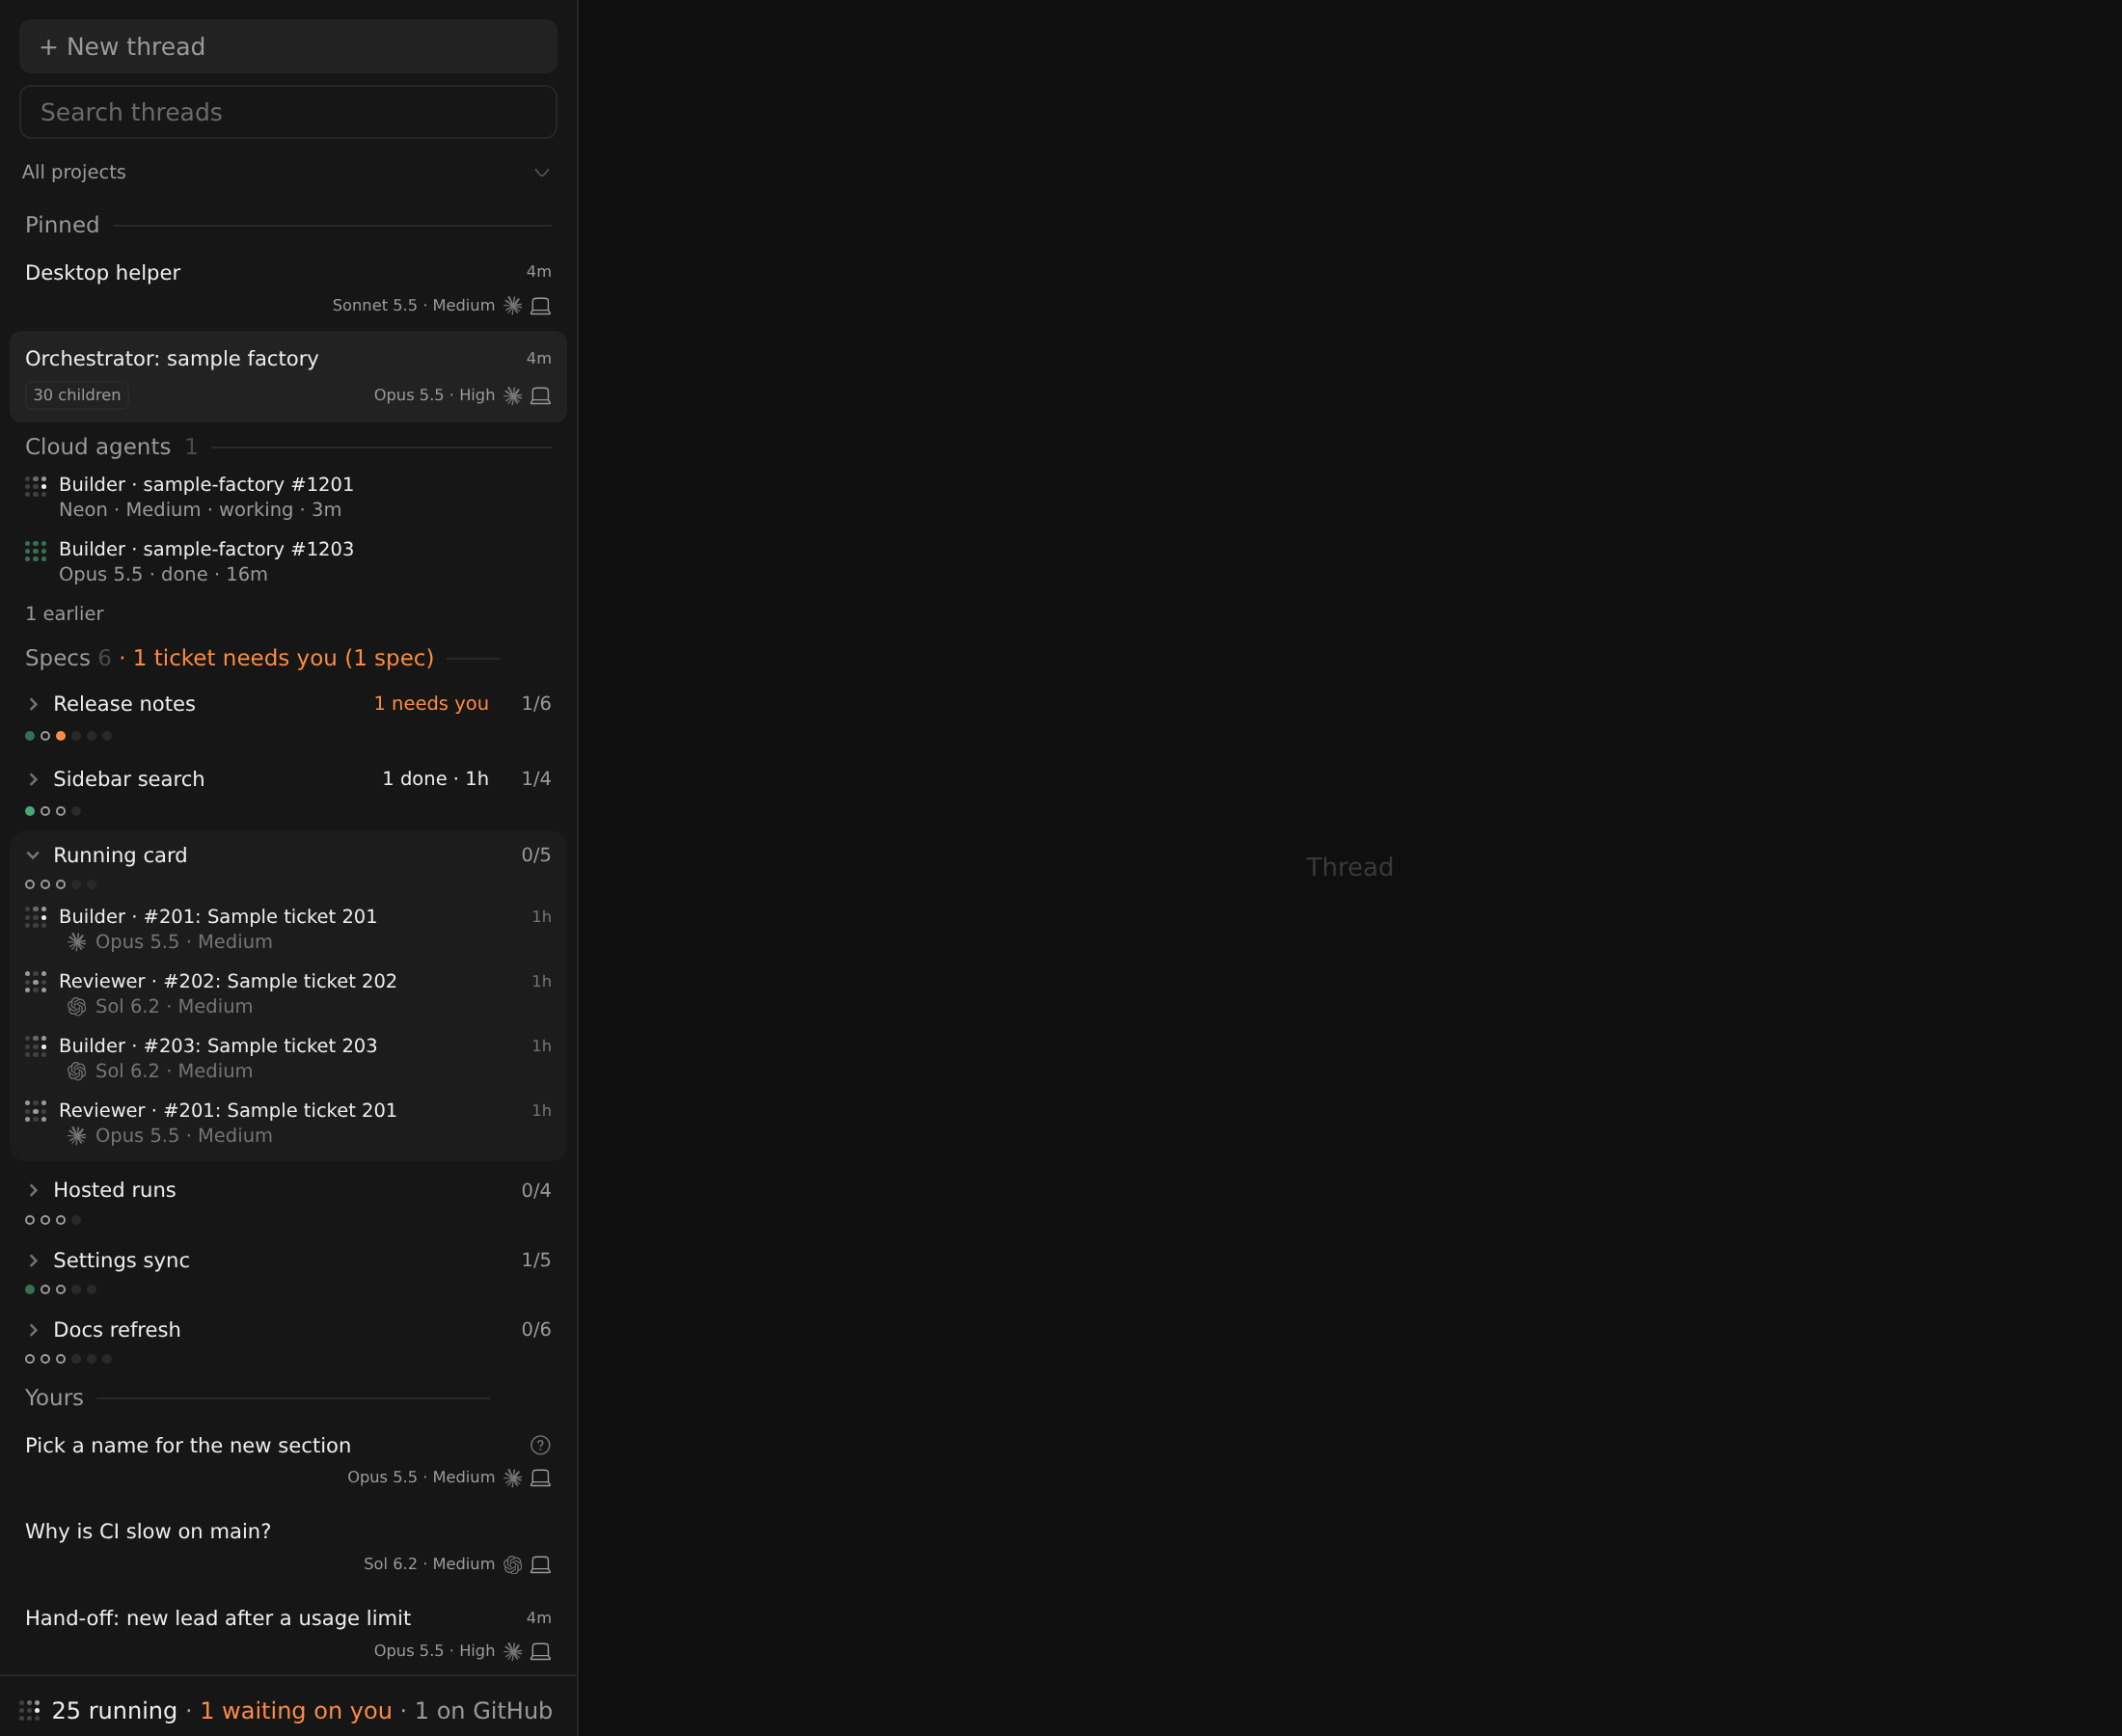 + New thread
Search threads
All projects
Pinned
Desktop helper 4m
Sonnet 5.5 · Medium
Orchestrator: sample factory 4m
30 children Opus 5.5 · High
Cloud agents 1
Builder · sample-factory #1201
Neon · Medium · working · 3m
Builder · sample-factory #1203
Opus 5.5 · done · 16m
1 earlier
Specs 6 · 1 ticket needs you (1 spec)
Release notes 1 needs you 1/6
Sidebar search 1 done · 1h 1/4
Running card 0/5
Builder · #201: Sample ticket 201 1h
Opus 5.5 · Medium
Reviewer · #202: Sample ticket 202 1h
Sol 6.2 · Medium
Builder · #203: Sample ticket 203 1h
Sol 6.2 · Medium
Reviewer · #201: Sample ticket 201 1h
Opus 5.5 · Medium
Hosted runs 0/4
Settings sync 1/5
Docs refresh 0/6
Yours
Pick a name for the new section ?
Opus 5.5 · Medium
Why is CI slow on main?
Sol 6.2 · Medium
Hand-off: new lead after a usage limit 4m
Opus 5.5 · High
25 running · 1 waiting on you · 1 on GitHub
Thread